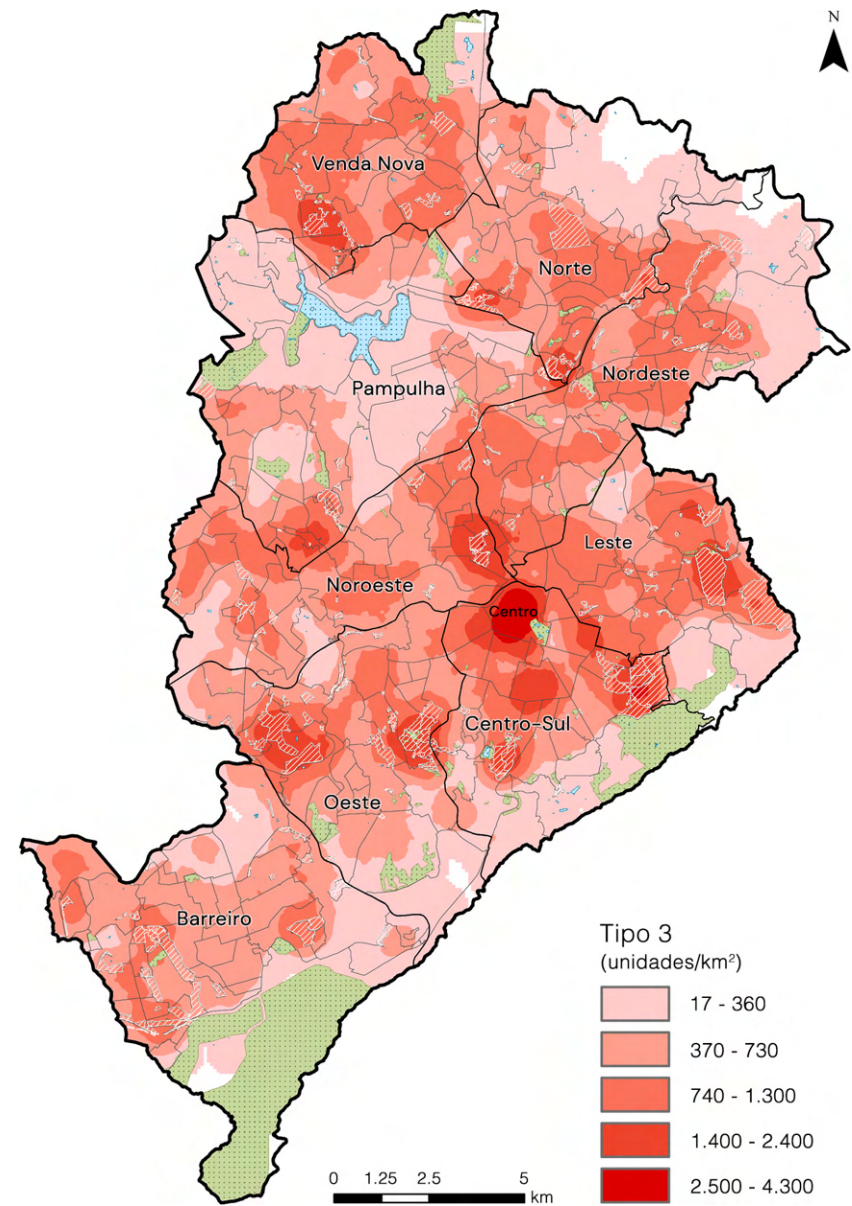 N
Venda Nova
Norte
Pampulha
Nordeste
Leste
Noroeste
Centro
Centro-Sul
Oeste
Barreiro
Tipo 3
(unidades/km²)
17 - 360
370 - 730
740 - 1.300
1.400 - 2.400
2.500 - 4.300
0 1.25 2.5 5
km